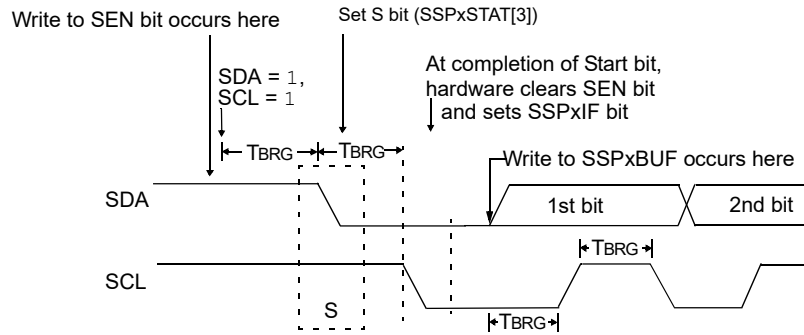 Write to SEN bit occurs here
Set S bit (SSPxSTAT[3])
SDA = 1,
SCL = 1
At completion of Start bit,
hardware clears SEN bit
and sets SSPxIF bit
TBRG
TBRG
Write to SSPxBUF occurs here
SDA
1st bit
2nd bit
TBRG
SCL
S
TBRG